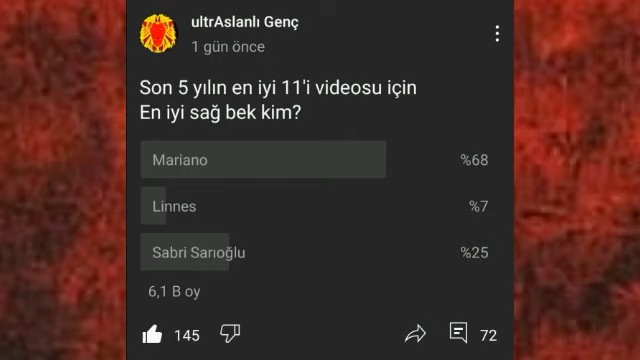 ultrAslanlı Genç
1 gün önce
Son 5 yılın en iyi 11'i videosu için
En iyi sağ bek kim?
Mariano %68
Linnes %7
Sabri Sarıoğlu %25
6,1 B oy
145 72